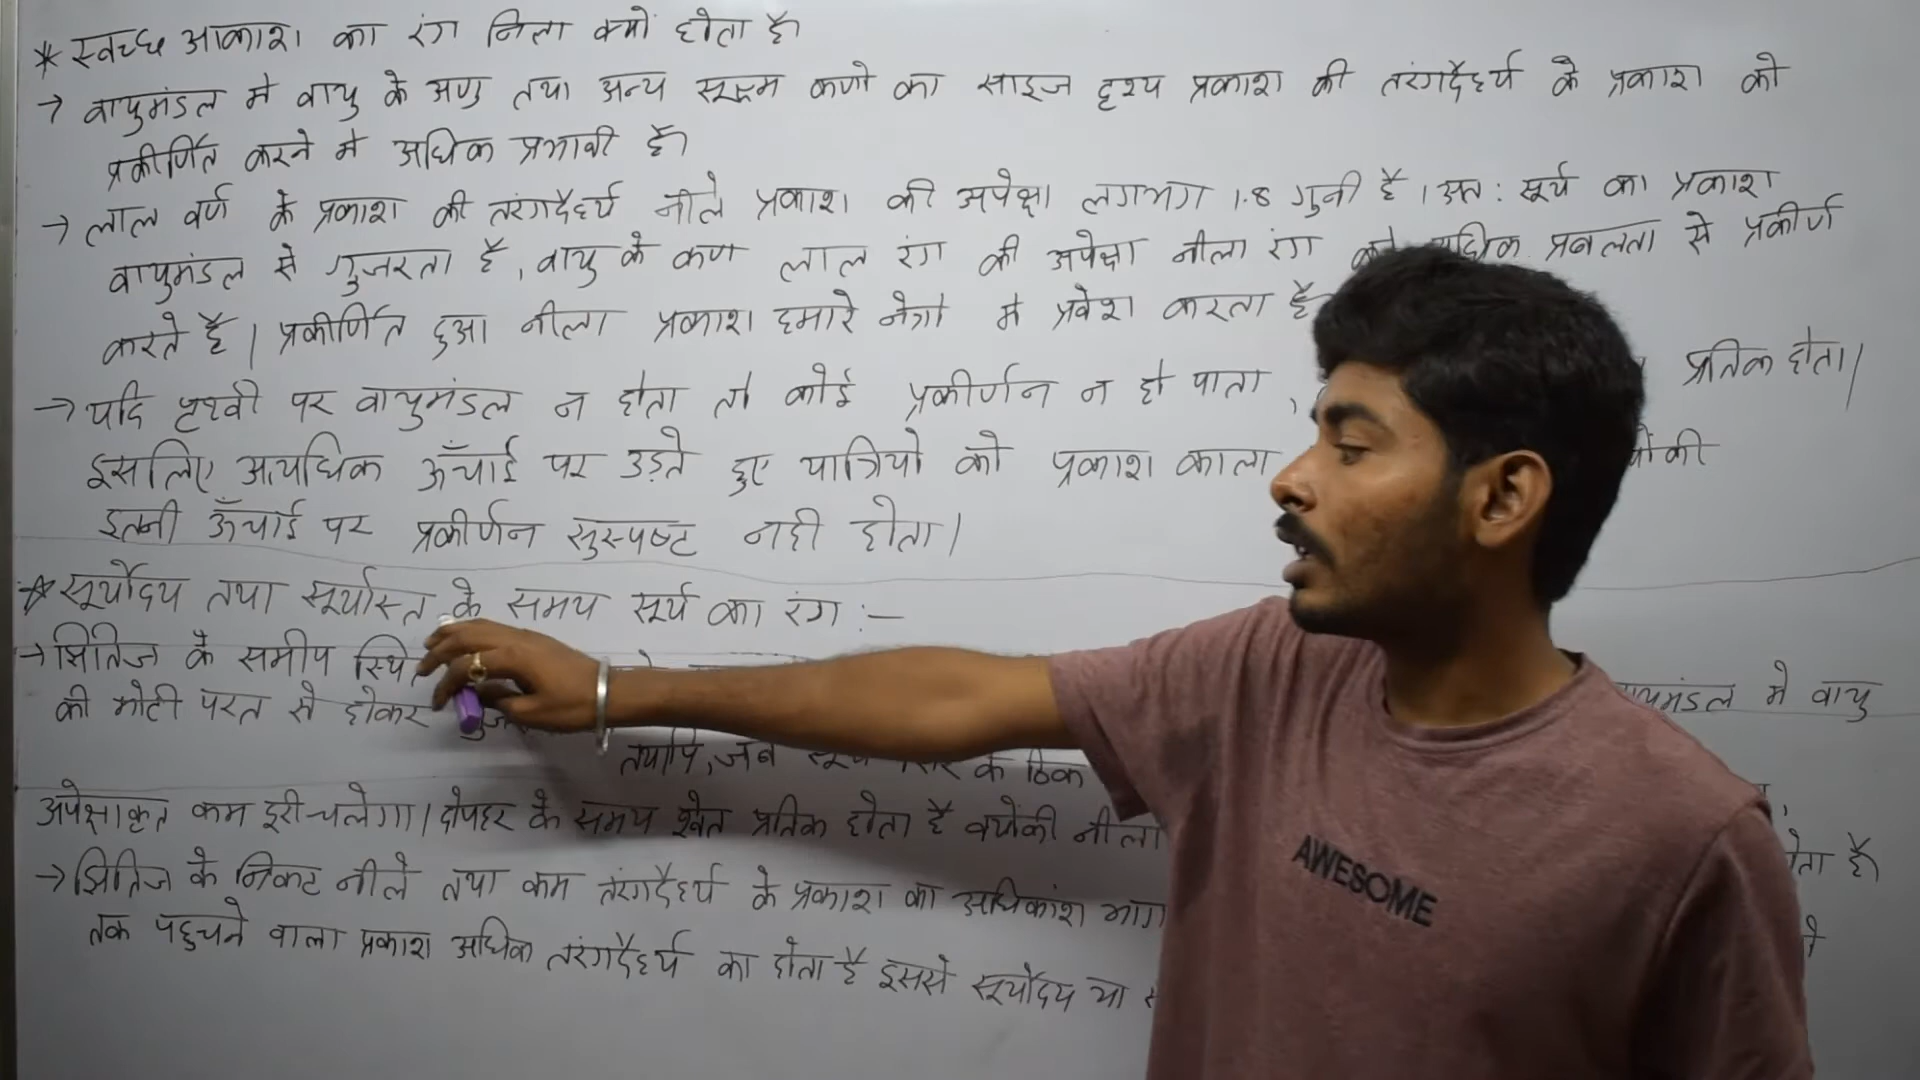 * स्वच्छ आकाश का रंग निला क्यों होता है।
→ वायुमंडल मे वायु के अणु तथा अन्य सूक्ष्म कणो का साइज दृश्य प्रकाश की तरंगदैर्ध्य के प्रकाश को
प्रकीर्णित करने मे अधिक प्रभावी है।
→ लाल वर्ण के प्रकाश की तरंगदैर्ध्य नीले प्रकाश की अपेक्षा लगभग 1.8 गुनी है। अत: सूर्य का प्रकाश
वायुमंडल से गुजरता है, वायु के कण लाल रंग की अपेक्षा नीला रंग को अधिक प्रबलता से प्रकीर्ण
करते है। प्रकीर्णित हुआ नीला प्रकाश हमारे नेत्रो मे प्रवेश करता है
→ यदि पृथ्वी पर वायुमंडल न होता तो कोई प्रकीर्णन न हो पाता, प्रतिक होता।
इसलिए अत्यधिक ऊँचाई पर उड़ते हुए यात्रियो को प्रकाश काला
इतनी ऊँचाई पर प्रकीर्णन सुस्पष्ट नही होता।
* सूर्योदय तथा सूर्यास्त के समय सूर्य का रंग :—
→ क्षितिज के समीप वायुमंडल मे वायु
की मोटी परत से होकर
तथापि, जब सूर्य सिर के ठिक
अपेक्षाकृत कम दूरी चलेगा। दोपहर के समय श्वेत प्रतिक होता है क्योंकी नीला होता है।
→ क्षितिज के निकट नीले तथा कम तरंगदैर्ध्य के प्रकाश का अधिकांश भाग
तक पहुचने वाला प्रकाश अधिक तरंगदैर्ध्य का होता है इससे सूर्योदय या
AWESOME